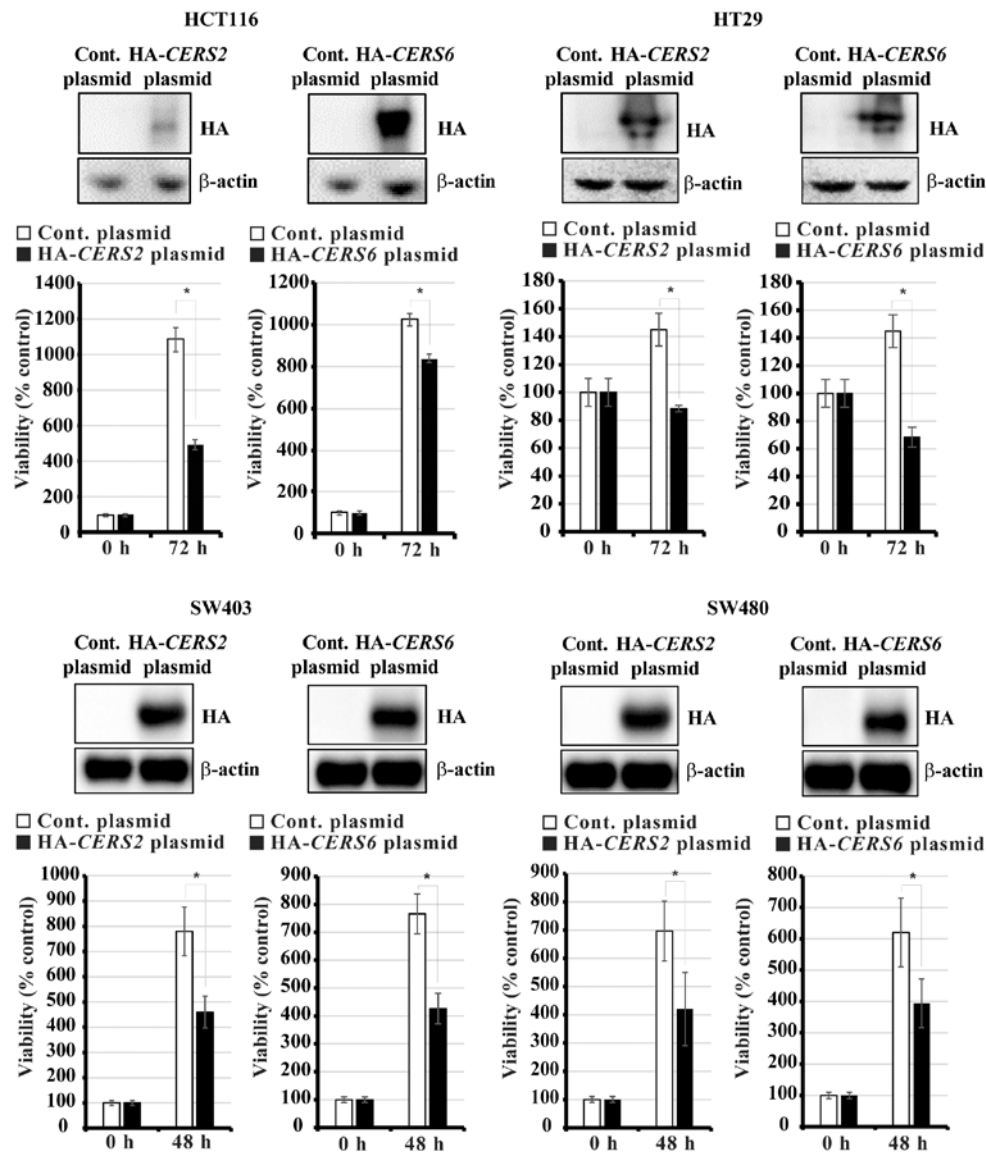 HCT116
Cont. HA-CERS2
plasmid plasmid
HA
β-actin
□ Cont. plasmid
■ HA-CERS2 plasmid
Viability (% control)
1400
1200
1000
800
600
400
200
0
*
0 h 72 h
Cont. HA-CERS6
plasmid plasmid
HA
β-actin
□ Cont. plasmid
■ HA-CERS6 plasmid
Viability (% control)
1200
1000
800
600
400
200
0
*
0 h 72 h
HT29
Cont. HA-CERS2
plasmid plasmid
HA
β-actin
□ Cont. plasmid
■ HA-CERS2 plasmid
Viability (% control)
180
160
140
120
100
80
60
40
20
0
*
0 h 72 h
Cont. HA-CERS6
plasmid plasmid
HA
β-actin
□ Cont. plasmid
■ HA-CERS6 plasmid
Viability (% control)
180
160
140
120
100
80
60
40
20
0
*
0 h 72 h
SW403
Cont. HA-CERS2
plasmid plasmid
HA
β-actin
□ Cont. plasmid
■ HA-CERS2 plasmid
Viability (% control)
1000
900
800
700
600
500
400
300
200
100
0
*
0 h 48 h
Cont. HA-CERS6
plasmid plasmid
HA
β-actin
□ Cont. plasmid
■ HA-CERS6 plasmid
Viability (% control)
900
800
700
600
500
400
300
200
100
0
*
0 h 48 h
SW480
Cont. HA-CERS2
plasmid plasmid
HA
β-actin
□ Cont. plasmid
■ HA-CERS2 plasmid
Viability (% control)
900
800
700
600
500
400
300
200
100
0
*
0 h 48 h
Cont. HA-CERS6
plasmid plasmid
HA
β-actin
□ Cont. plasmid
■ HA-CERS6 plasmid
Viability (% control)
800
700
600
500
400
300
200
100
0
*
0 h 48 h